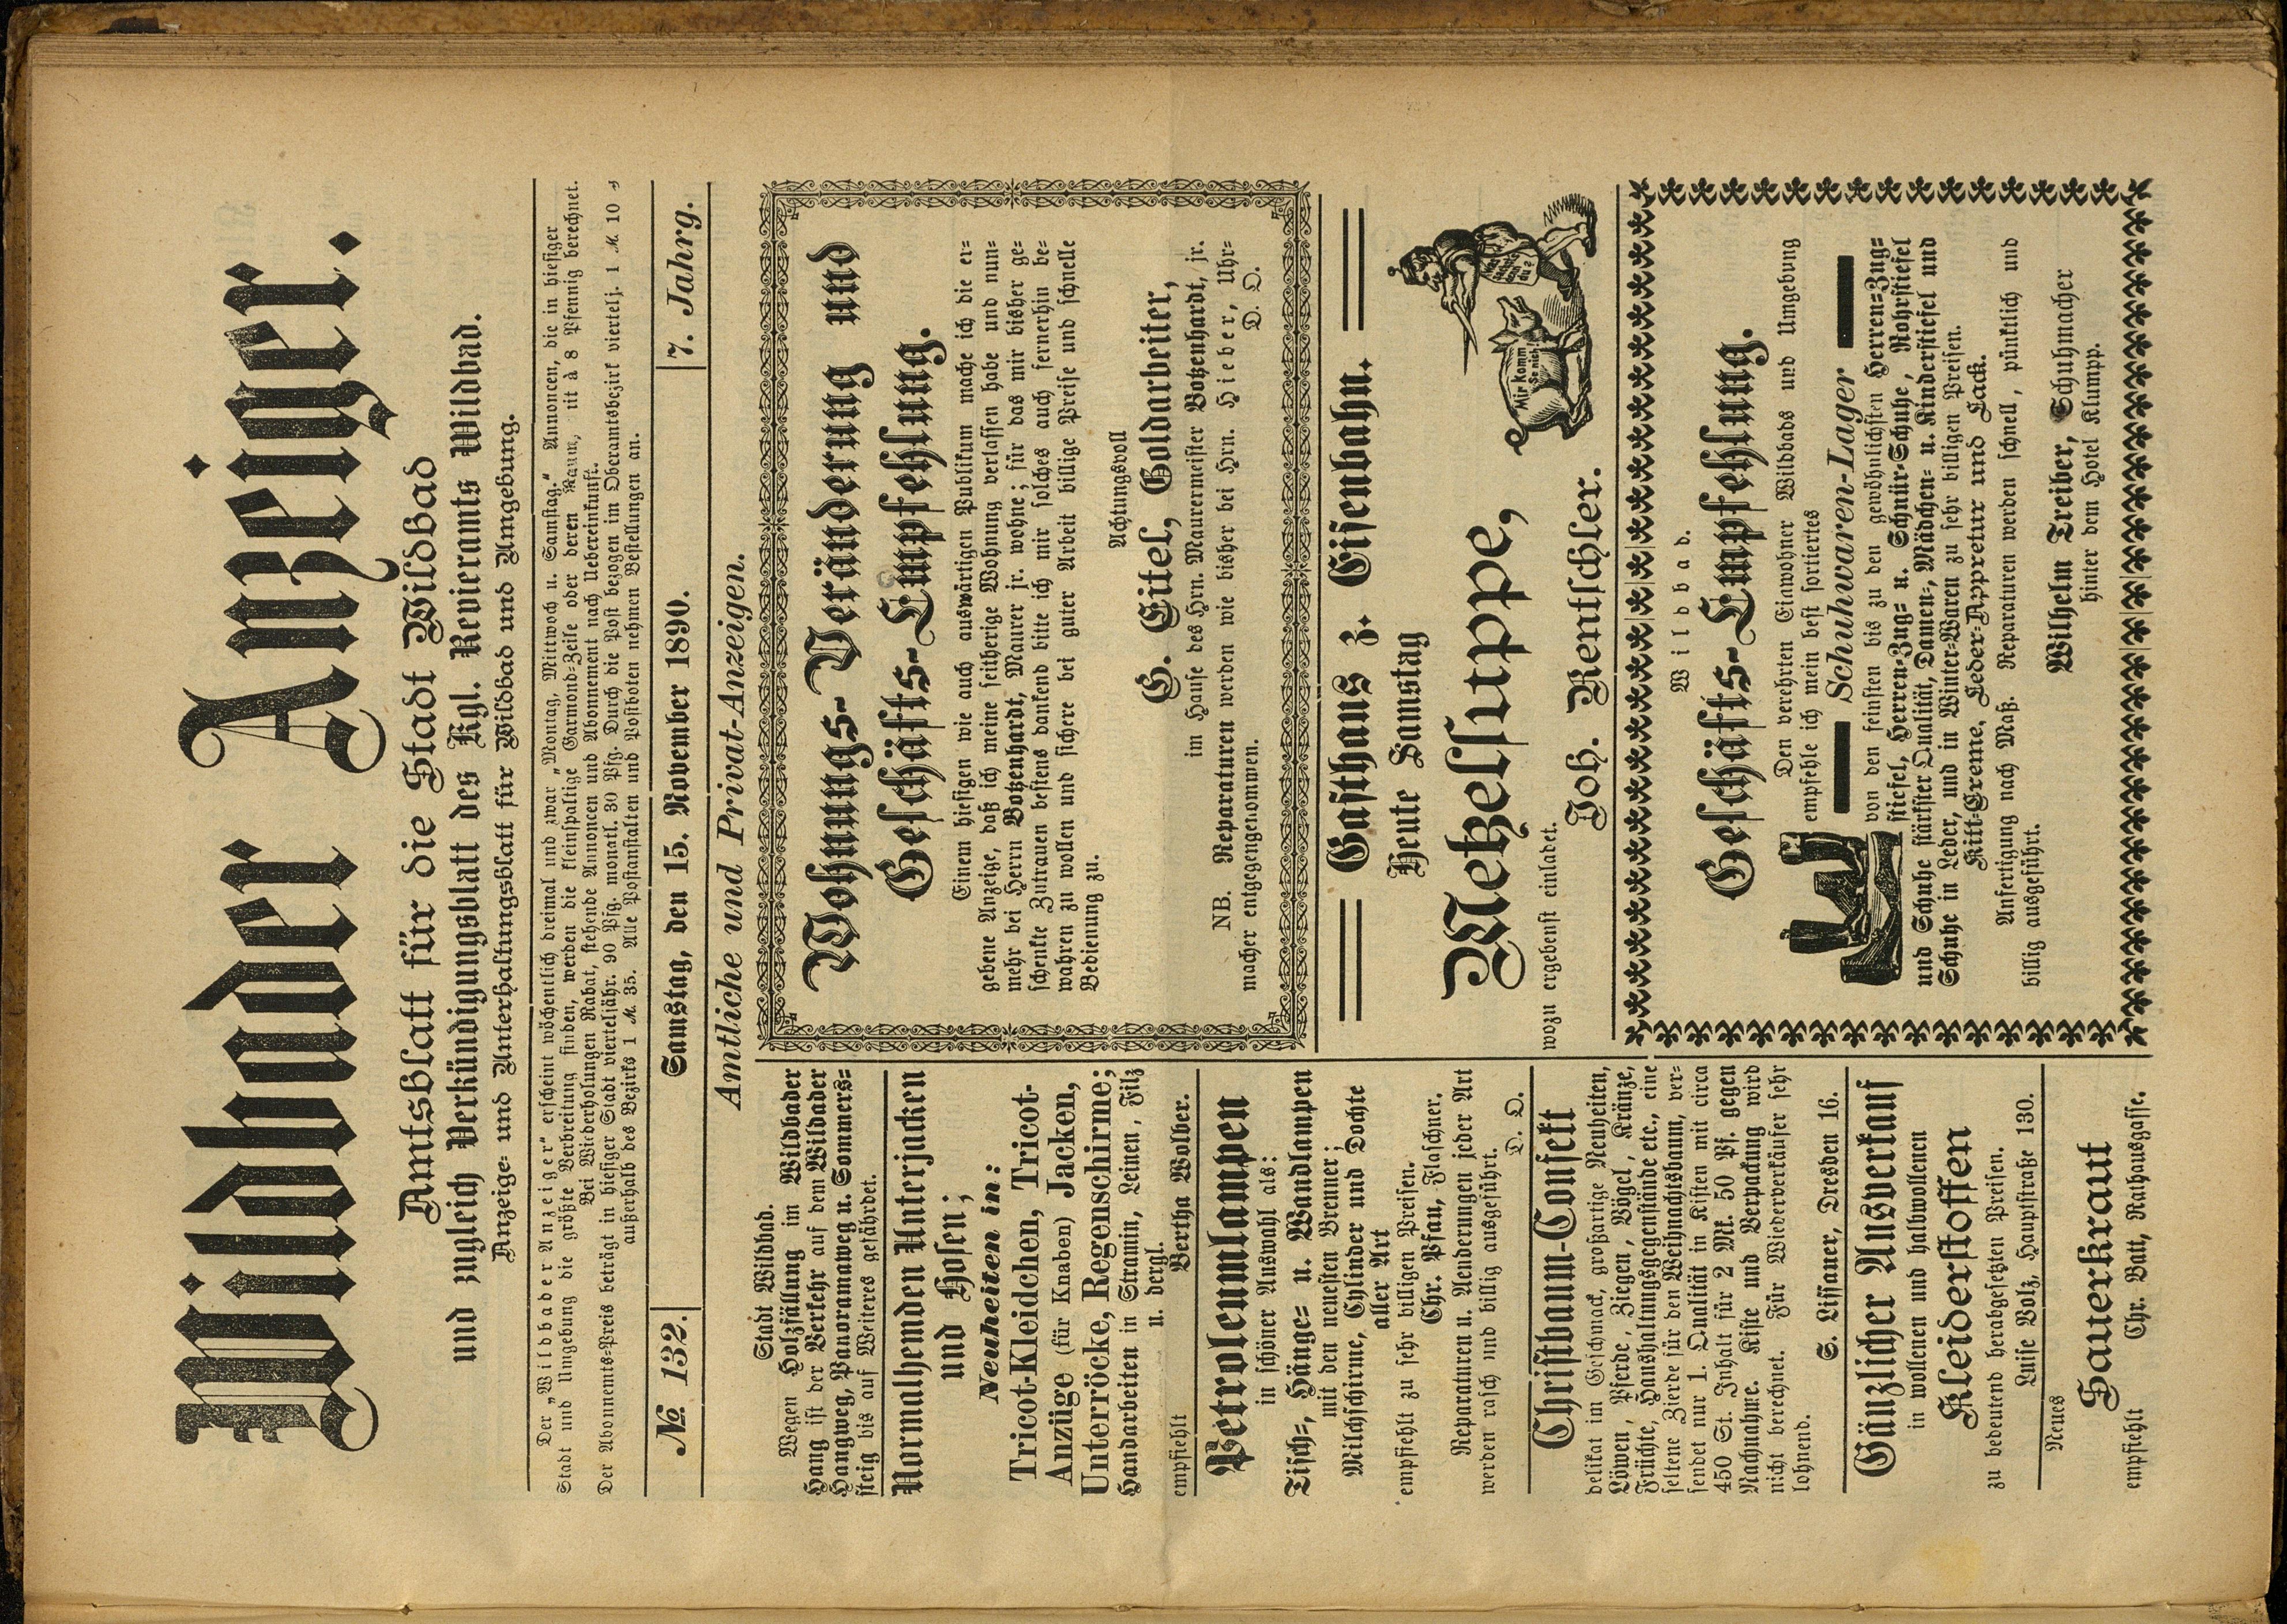 Wildbader Anzeiger.
Amtsblatt für die Stadt Wildbad
und zugleich Verkündigungsblatt des Kgl. Revieramts Wildbad.
Anzeige- und Unterhaltungsblatt für Wildbad und Umgebung.
Der „Wildbader Anzeiger“ erscheint wöchentlich dreimal und zwar „Montag, Mittwoch u. Samstag.“ Annoncen, die in hiesiger
Stadt und Umgebung die größte Verbreitung finden, werden die kleinspaltige Garmond-Zeile oder deren Raum, mit à 8 Pfennig berechnet.
Bei Wiederholungen Rabat, stehende Annoncen und Abonnement nach Uebereinkunft.
Der Abonnements-Preis beträgt in hiesiger Stadt vierteljähr. 90 Pfg. monatl. 30 Pfg. Durch die Post bezogen im Oberamtsbezirk viertelj. 1 M. 10 ₰
außerhalb des Bezirks 1 M. 35. Alle Postanstalten und Postboten nehmen Bestellungen an.
No. 132. Samstag, den 15. November 1890. 7. Jahrg.
Amtliche und Privat-Anzeigen.
Stadt Wildbad.
Wegen Holzfällung im Wildbader
Hang ist der Verkehr auf dem Wildbader
Hangweg, Panoramaweg u. Sommers-
steig bis auf Weiteres gefährdet.
Normalhemden Unterjacken
und Hosen;
Neuheiten in:
Tricot-Kleidchen, Tricot-
Anzüge (für Knaben) Jacken,
Unterröcke, Regenschirme;
Handarbeiten in Stramin, Leinen, Filz
u. dergl.
empfiehlt Bertha Wolber.
Petroleumlampen
in schöner Auswahl als:
Tisch-, Hänge- u. Wandlampen
mit den neuesten Brenner;
Milchschirme, Cylinder und Dochte
aller Art
empfiehlt zu sehr billigen Preisen.
Chr. Pfau, Flaschner.
Reparaturen u. Aenderungen jeder Art
werden rasch und billig ausgeführt.
D. O.
Christbaum-Confekt
delikat im Geschmack, großartige Neuheiten,
Löwen, Pferde, Ziegen, Vögel, Kränze,
Früchte, Haushaltungsgegenstände etc., eine
seltene Zierde für den Weihnachtsbaum, ver-
sendet nur 1. Qualität in Kisten mit circa
450 St. Inhalt für 2 Mk. 50 Pf. gegen
Nachnahme. Kiste und Verpackung wird
nicht berechnet. Für Wiederverkäufer sehr
lohnend.
S. Lissauer, Dresden 16.
Gänzlicher Ausverkauf
in wollenen und halbwollenen
Kleiderstoffen
zu bedeutend herabgesetzten Preisen.
Luise Volz, Hauptstraße 130.
Neues
Sauerkraut
empfiehlt Chr. Batt, Rathausgasse.
Wohnungs-Veränderung und
Geschäfts-Empfehlung.
Einem hiesigen wie auch auswärtigen Publikum mache ich die er-
gebene Anzeige, daß ich meine seitherige Wohnung verlassen habe und nun-
mehr bei Herrn Botzenhardt, Maurer jr. wohne; für das mir bisher ge-
schenkte Zutrauen bestens dankend bitte ich mir solches auch fernerhin be-
wahren zu wollen und sichere bei guter Arbeit billige Preise und schnelle
Bedienung zu.
Achtungsvoll
G. Eitel, Goldarbeiter,
im Hause des Hrn. Maurermeister Botzenhardt, jr.
NB. Reparaturen werden wie bisher bei Hrn. Hieber, Uhr-
macher entgegengenommen. D. O.
Gasthaus z. Eisenbahn.
Heute Samstag
Metzelsuppe,
wozu ergebenst einladet.
Joh. Rentschler.
Mir komm
Se nich!
Wildbad.
Geschäfts-Empfehlung.
Den verehrten Einwohner Wildbads und Umgebung
empfehle ich mein best sortiertes
Schuhwaren-Lager
von den feinsten bis zu den gewöhnlichsten Herren-Zug-
stiefel, Herren-Zug- u. Schnür-Schuhe, Rohrstiefel
und Schuhe stärkster Qualität, Damen-, Mädchen- u. Kinderstiefel und
Schuhe in Leder, und in Winter-Waren zu sehr billigen Preisen.
Kitt-Creme, Leder-Appretur und Lack.
Anfertigung nach Maß. Reparaturen werden schnell, pünktlich und
billig ausgeführt.
Wilhelm Treiber, Schuhmacher
hinter dem Hotel Klumpp.